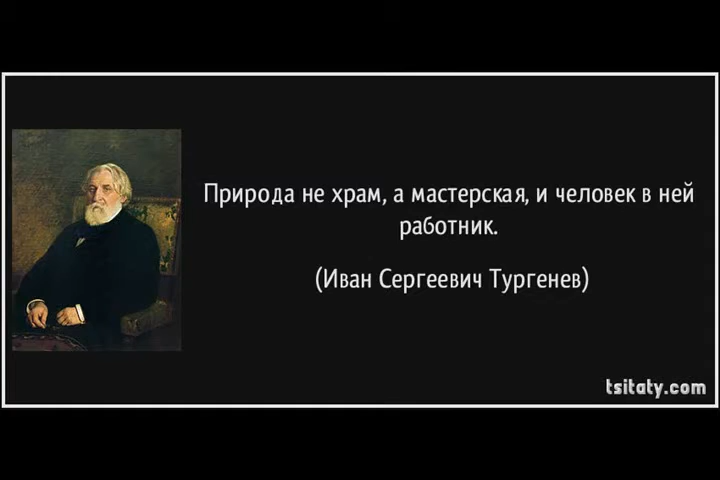 Природа не храм, а мастерская, и человек в ней
работник.
(Иван Сергеевич Тургенев)
tsitaty.com